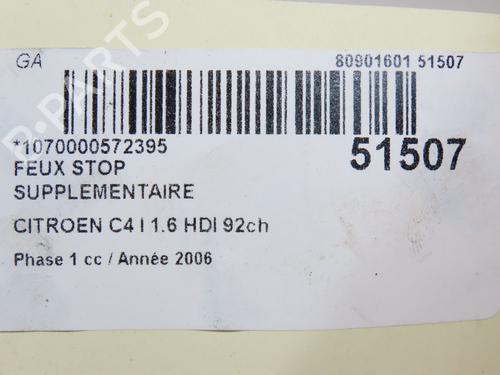 GA 80901601 51507
*1070000572395 51507
FEUX STOP
SUPPLEMENTAIRE
CITROEN C4 I 1.6 HDI 92ch
Phase 1 cc / Année 2006
B-PARTS